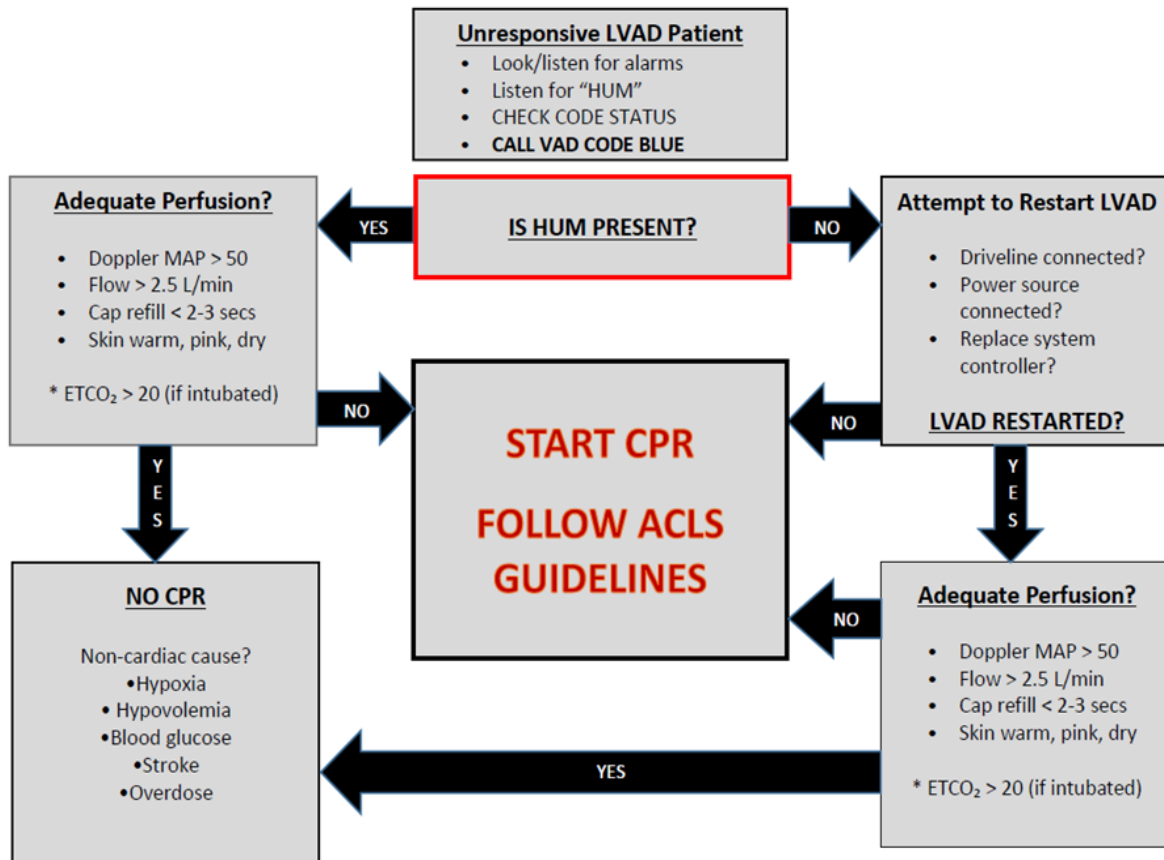 Unresponsive LVAD Patient
• Look/listen for alarms
• Listen for “HUM”
• CHECK CODE STATUS
• CALL VAD CODE BLUE
IS HUM PRESENT?
YES
NO
Adequate Perfusion?
• Doppler MAP > 50
• Flow > 2.5 L/min
• Cap refill < 2-3 secs
• Skin warm, pink, dry
* ETCO₂ > 20 (if intubated)
NO
YES
Attempt to Restart LVAD
• Driveline connected?
• Power source
connected?
• Replace system
controller?
LVAD RESTARTED?
NO
YES
START CPR
FOLLOW ACLS
GUIDELINES
NO CPR
Non-cardiac cause?
•Hypoxia
• Hypovolemia
•Blood glucose
•Stroke
•Overdose
Adequate Perfusion?
• Doppler MAP > 50
• Flow > 2.5 L/min
• Cap refill < 2-3 secs
• Skin warm, pink, dry
* ETCO₂ > 20 (if intubated)
NO
YES